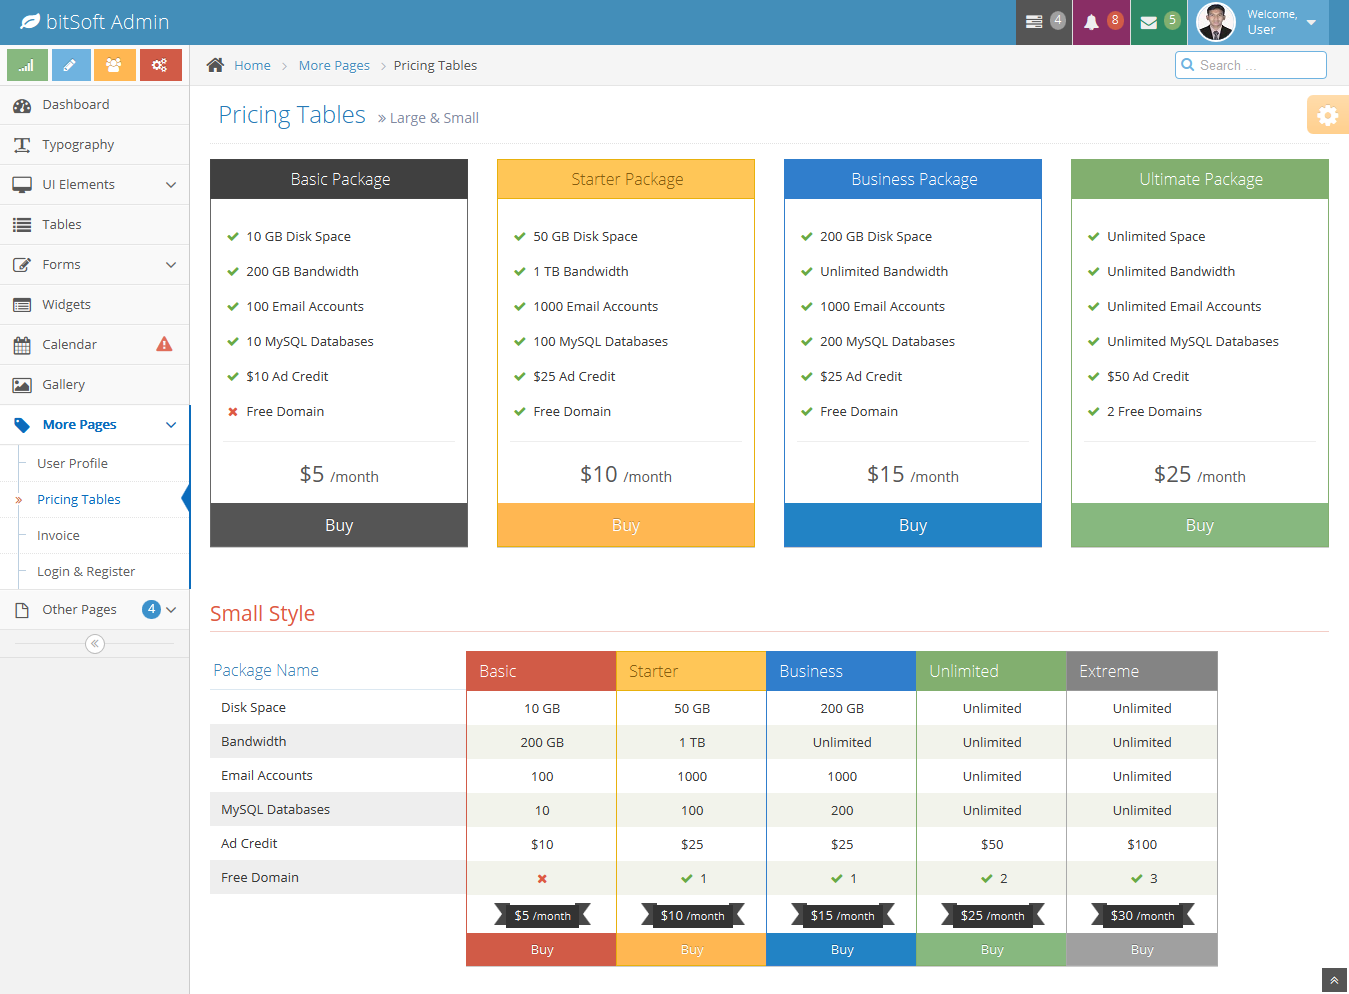 bitSoft Admin
4
8
5
Welcome,
User
Home
More Pages
Pricing Tables
Search ...
Dashboard
Typography
UI Elements
Tables
Forms
Widgets
Calendar
Gallery
More Pages
User Profile
Pricing Tables
Invoice
Login & Register
Other Pages 4
Pricing Tables » Large & Small
Basic Package
10 GB Disk Space
200 GB Bandwidth
100 Email Accounts
10 MySQL Databases
$10 Ad Credit
Free Domain
$5 /month
Buy
Starter Package
50 GB Disk Space
1 TB Bandwidth
1000 Email Accounts
100 MySQL Databases
$25 Ad Credit
Free Domain
$10 /month
Buy
Business Package
200 GB Disk Space
Unlimited Bandwidth
1000 Email Accounts
200 MySQL Databases
$25 Ad Credit
Free Domain
$15 /month
Buy
Ultimate Package
Unlimited Space
Unlimited Bandwidth
Unlimited Email Accounts
Unlimited MySQL Databases
$50 Ad Credit
2 Free Domains
$25 /month
Buy
Small Style
Package Name Basic Starter Business Unlimited Extreme
Disk Space 10 GB 50 GB 200 GB Unlimited Unlimited
Bandwidth 200 GB 1 TB Unlimited Unlimited Unlimited
Email Accounts 100 1000 1000 Unlimited Unlimited
MySQL Databases 10 100 200 Unlimited Unlimited
Ad Credit $10 $25 $25 $50 $100
Free Domain 1 1 2 3
$5 /month $10 /month $15 /month $25 /month $30 /month
Buy Buy Buy Buy Buy